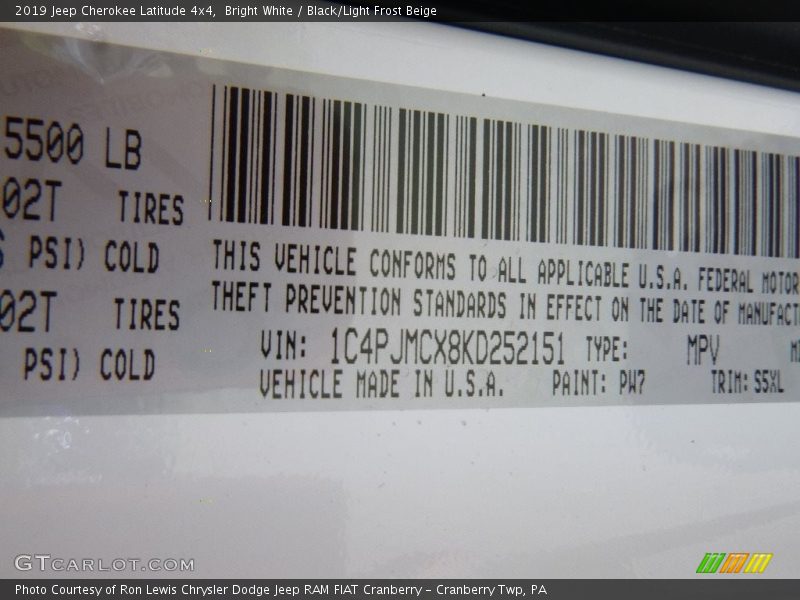 2019 Jeep Cherokee Latitude 4x4,  Bright White / Black/Light Frost Beige
5500 LB
02T TIRES
PSI) COLD
02T TIRES
PSI) COLD
THIS VEHICLE CONFORMS TO ALL APPLICABLE U.S.A. FEDERAL MOTOR
THEFT PREVENTION STANDARDS IN EFFECT ON THE DATE OF MANUFACT
VIN: 1C4PJMCX8KD252151 TYPE: MPV
VEHICLE MADE IN U.S.A. PAINT: PW7 TRIM: S5XL
GTCARLOT.COM
Photo Courtesy of Ron Lewis Chrysler Dodge Jeep RAM FIAT Cranberry – Cranberry Twp, PA